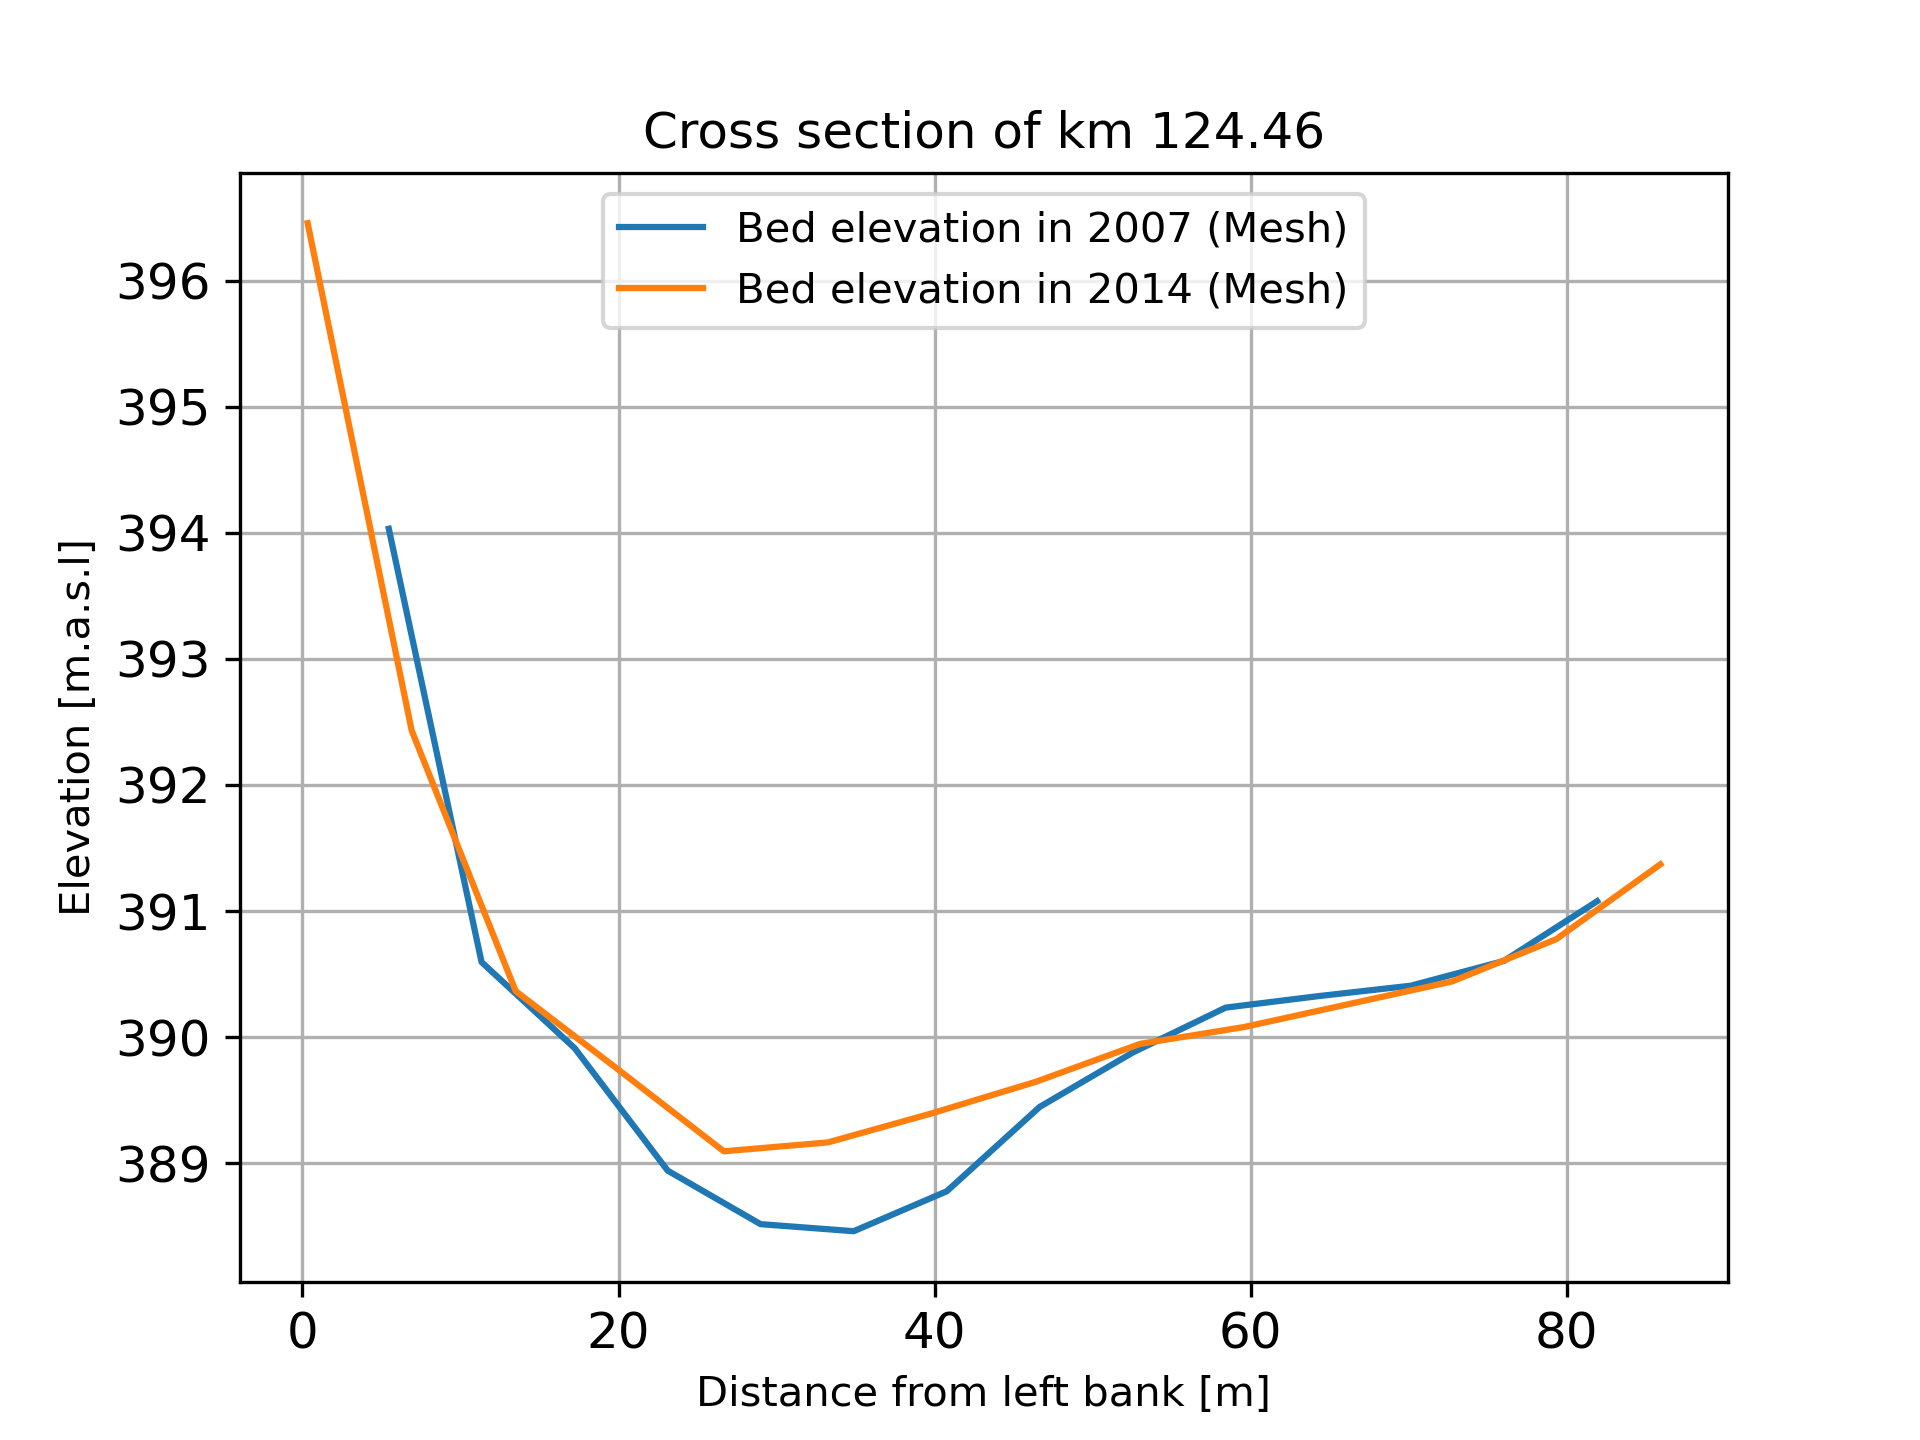 Cross section of km 124.46
Bed elevation in 2007 (Mesh)
Bed elevation in 2014 (Mesh)
Elevation [m.a.s.l]
396
395
394
393
392
391
390
389
0 20 40 60 80
Distance from left bank [m]